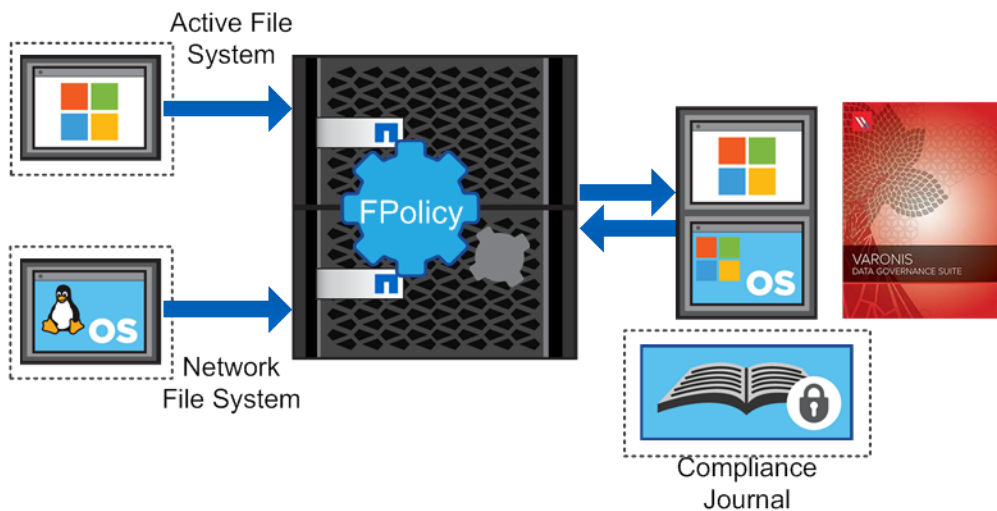 Active File
System
FPolicy
OS
Network
File System
OS
VARONIS
DATA GOVERNANCE SUITE
Compliance
Journal